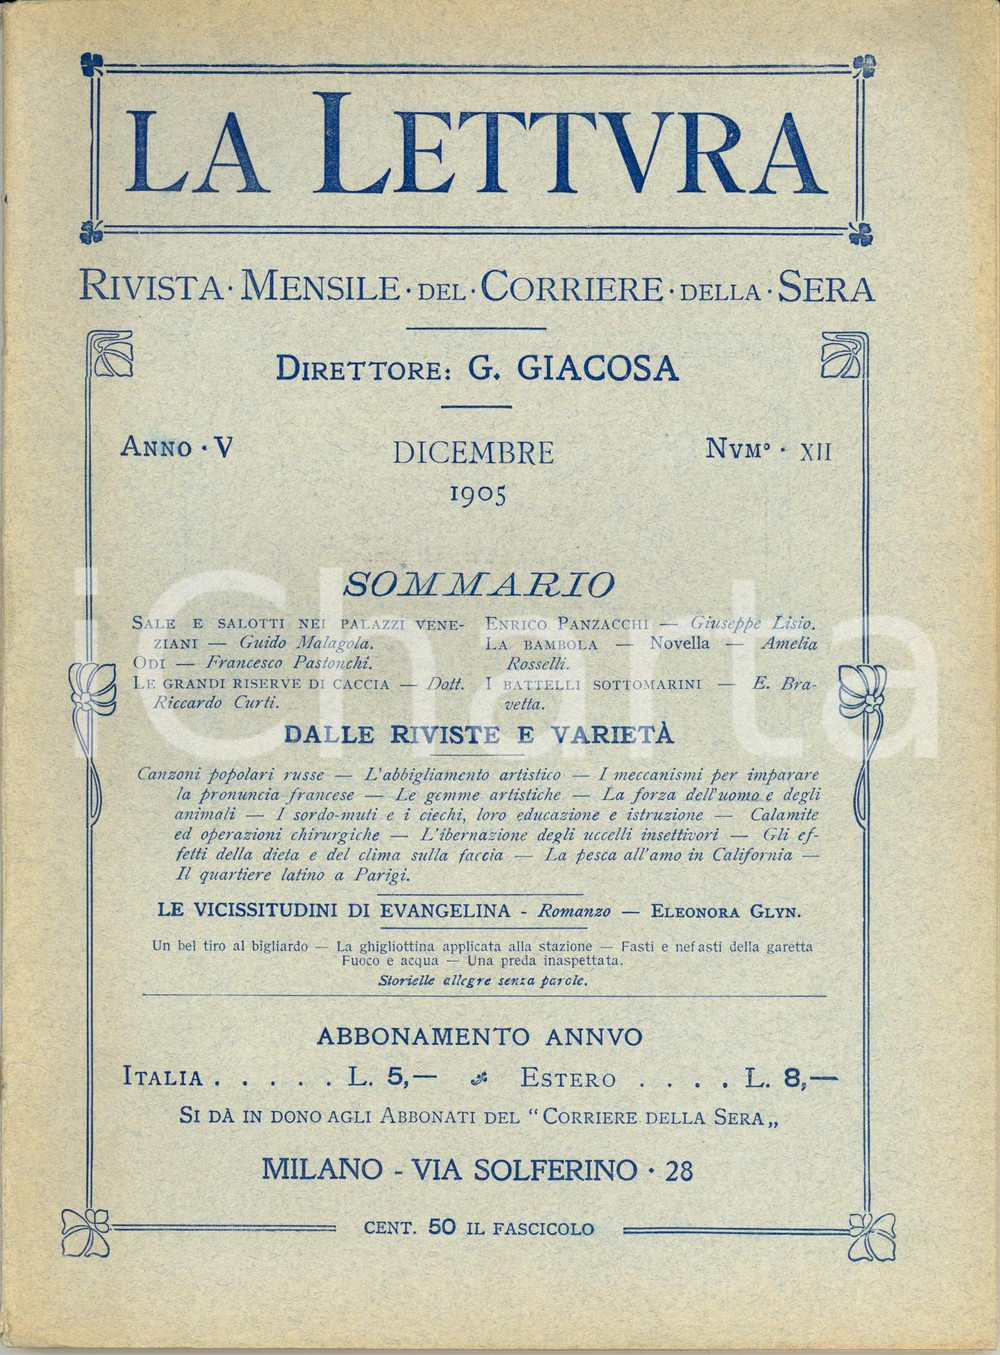 LA LETTVRA
RIVISTA · MENSILE · DEL · CORRIERE · DELLA · SERA
DIRETTORE: G. GIACOSA
ANNO · V
DICEMBRE
1905
NVM° · XII
SOMMARIO
SALE E SALOTTI NEI PALAZZI VENE-
ZIANI — Guido Malagola.
ODI — Francesco Pastonchi.
LE GRANDI RISERVE DI CACCIA — Dott.
Riccardo Curti.
ENRICO PANZACCHI — Giuseppe Lisio.
LA BAMBOLA — Novella — Amelia
Rosselli.
I BATTELLI SOTTOMARINI — E. Bra-
vetta.
DALLE RIVISTE E VARIETÀ
Canzoni popolari russe — L'abbigliamento artistico — I meccanismi per imparare
la pronuncia francese — Le gemme artistiche — La forza dell'uomo e degli
animali — I sordo-muti e i ciechi, loro educazione e istruzione — Calamite
ed operazioni chirurgiche — L'ibernazione degli uccelli insettivori — Gli ef-
fetti della dieta e del clima sulla faccia — La pesca all'amo in California —
Il quartiere latino a Parigi.
LE VICISSITUDINI DI EVANGELINA - Romanzo — ELEONORA GLYN.
Un bel tiro al bigliardo — La ghigliottina applicata alla stazione — Fasti e nefasti della garetta
Fuoco e acqua — Una preda inaspettata.
Storielle allegre senza parole.
ABBONAMENTO ANNVO
ITALIA . . . . . L. 5,— ESTERO . . . . L. 8,—
SI DÀ IN DONO AGLI ABBONATI DEL "CORRIERE DELLA SERA„
MILANO - VIA SOLFERINO · 28
CENT. 50 IL FASCICOLO
iCharta